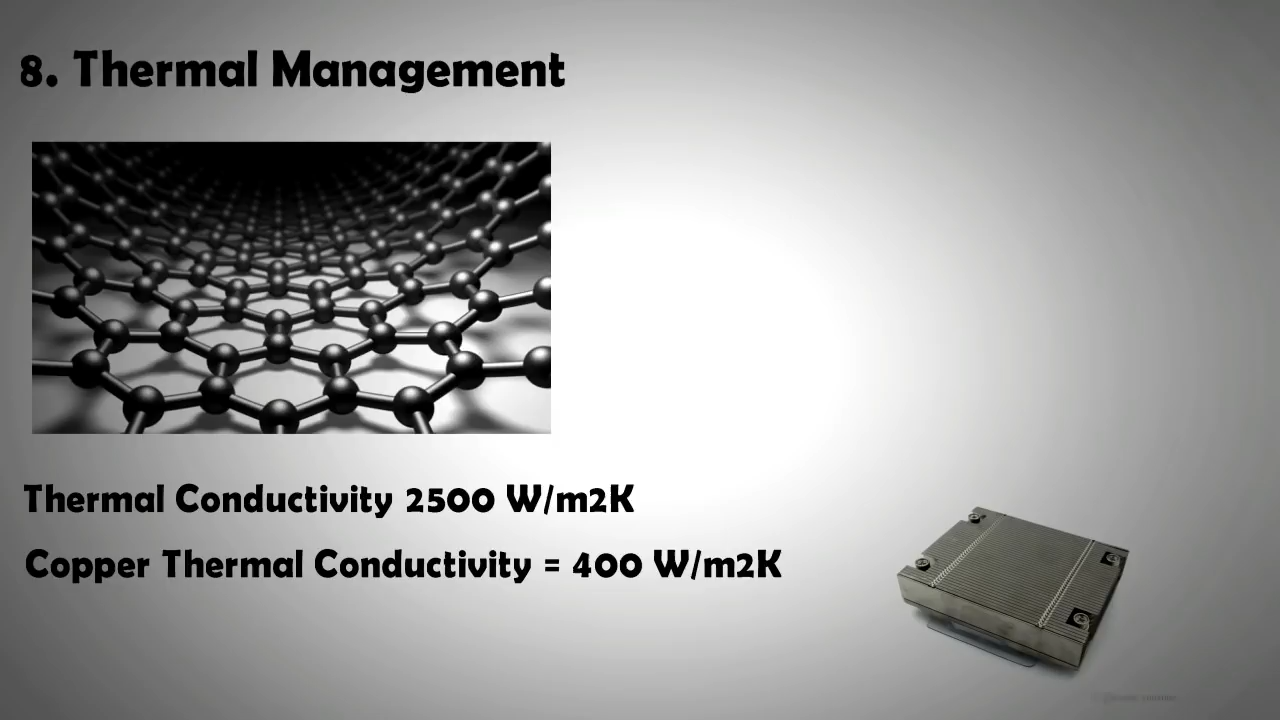 8. Thermal Management
Thermal Conductivity 2500 W/m2K
Copper Thermal Conductivity = 400 W/m2K